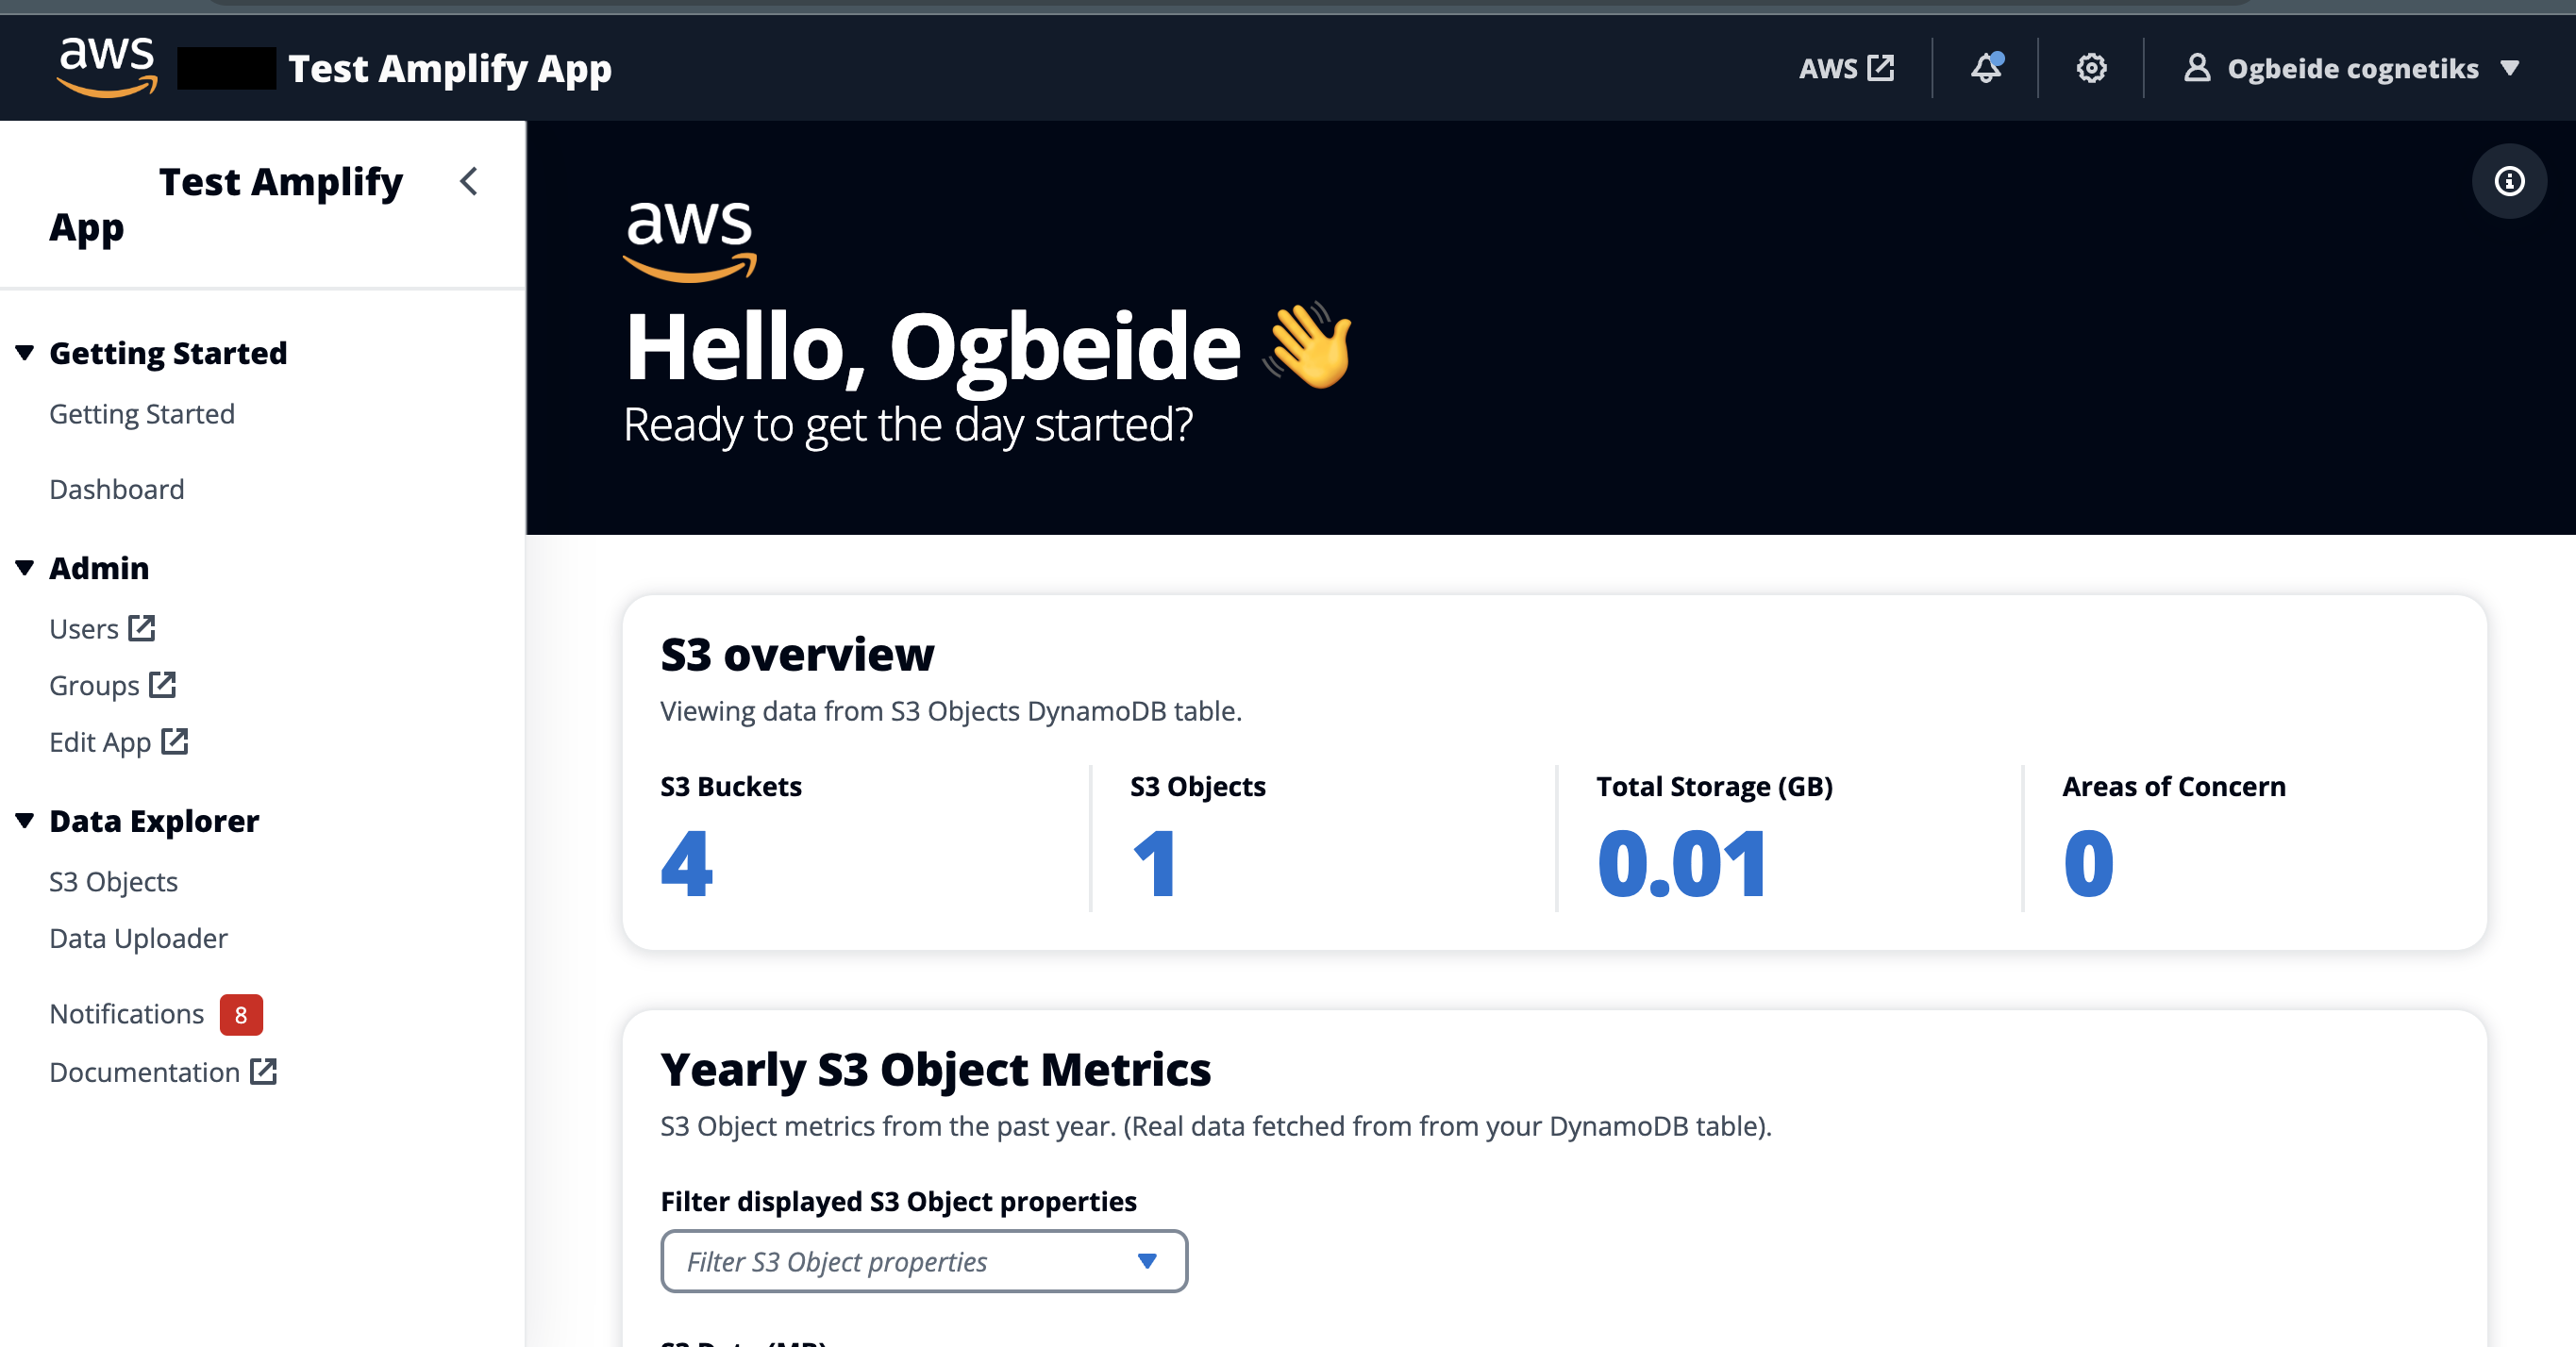 aws Test Amplify App
AWS
Ogbeide cognetiks
Test Amplify
App
Getting Started
Getting Started
Dashboard
Admin
Users
Groups
Edit App
Data Explorer
S3 Objects
Data Uploader
Notifications 8
Documentation
aws
Hello, Ogbeide 👋
Ready to get the day started?
S3 overview
Viewing data from S3 Objects DynamoDB table.
S3 Buckets
4
S3 Objects
1
Total Storage (GB)
0.01
Areas of Concern
0
Yearly S3 Object Metrics
S3 Object metrics from the past year. (Real data fetched from from your DynamoDB table).
Filter displayed S3 Object properties
Filter S3 Object properties
S3 Data (MB)